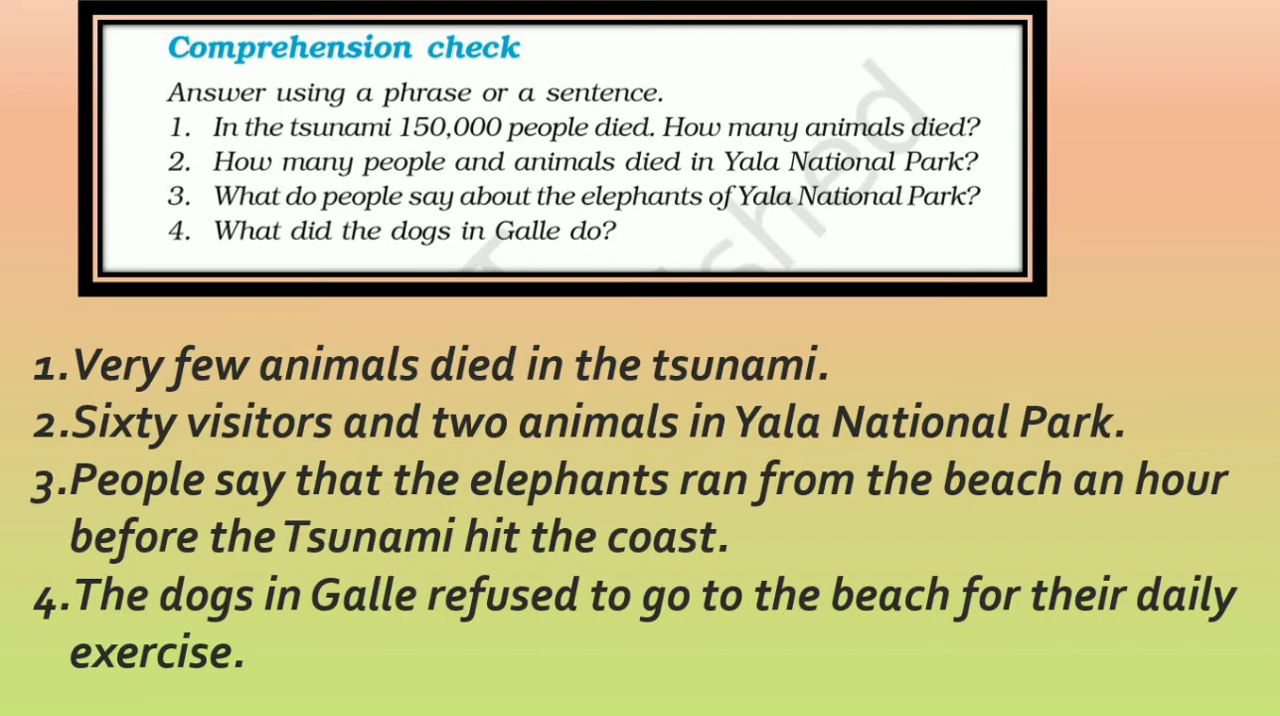 Comprehension check
Answer using a phrase or a sentence.
1. In the tsunami 150,000 people died. How many animals died?
2. How many people and animals died in Yala National Park?
3. What do people say about the elephants of Yala National Park?
4. What did the dogs in Galle do?
1.Very few animals died in the tsunami.
2.Sixty visitors and two animals in Yala National Park.
3.People say that the elephants ran from the beach an hour
before the Tsunami hit the coast.
4.The dogs in Galle refused to go to the beach for their daily
exercise.